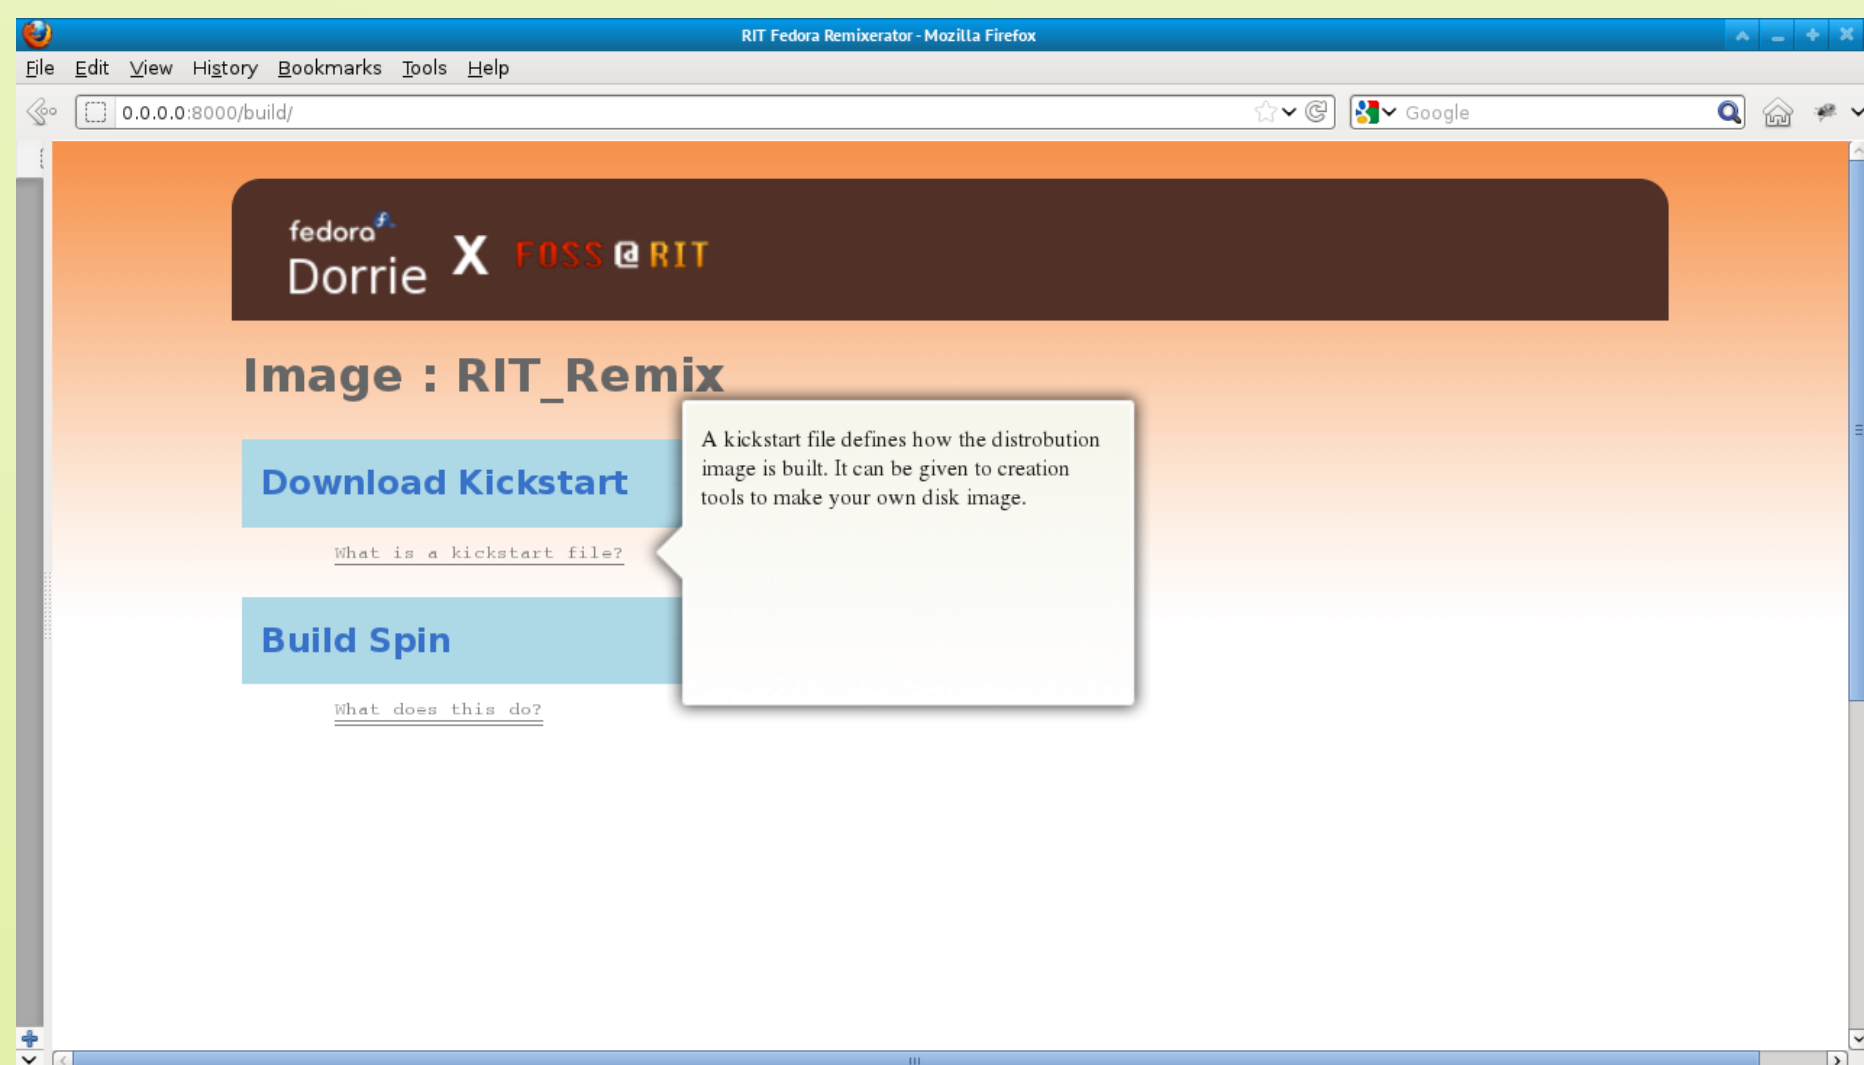 RIT Fedora Remixerator - Mozilla Firefox
File Edit View History Bookmarks Tools Help
0.0.0.0:8000/build/
Google
fedora
Dorrie X FOSS@RIT
Image : RIT_Remix
Download Kickstart
What is a kickstart file?
A kickstart file defines how the distrobution
image is built. It can be given to creation
tools to make your own disk image.
Build Spin
What does this do?